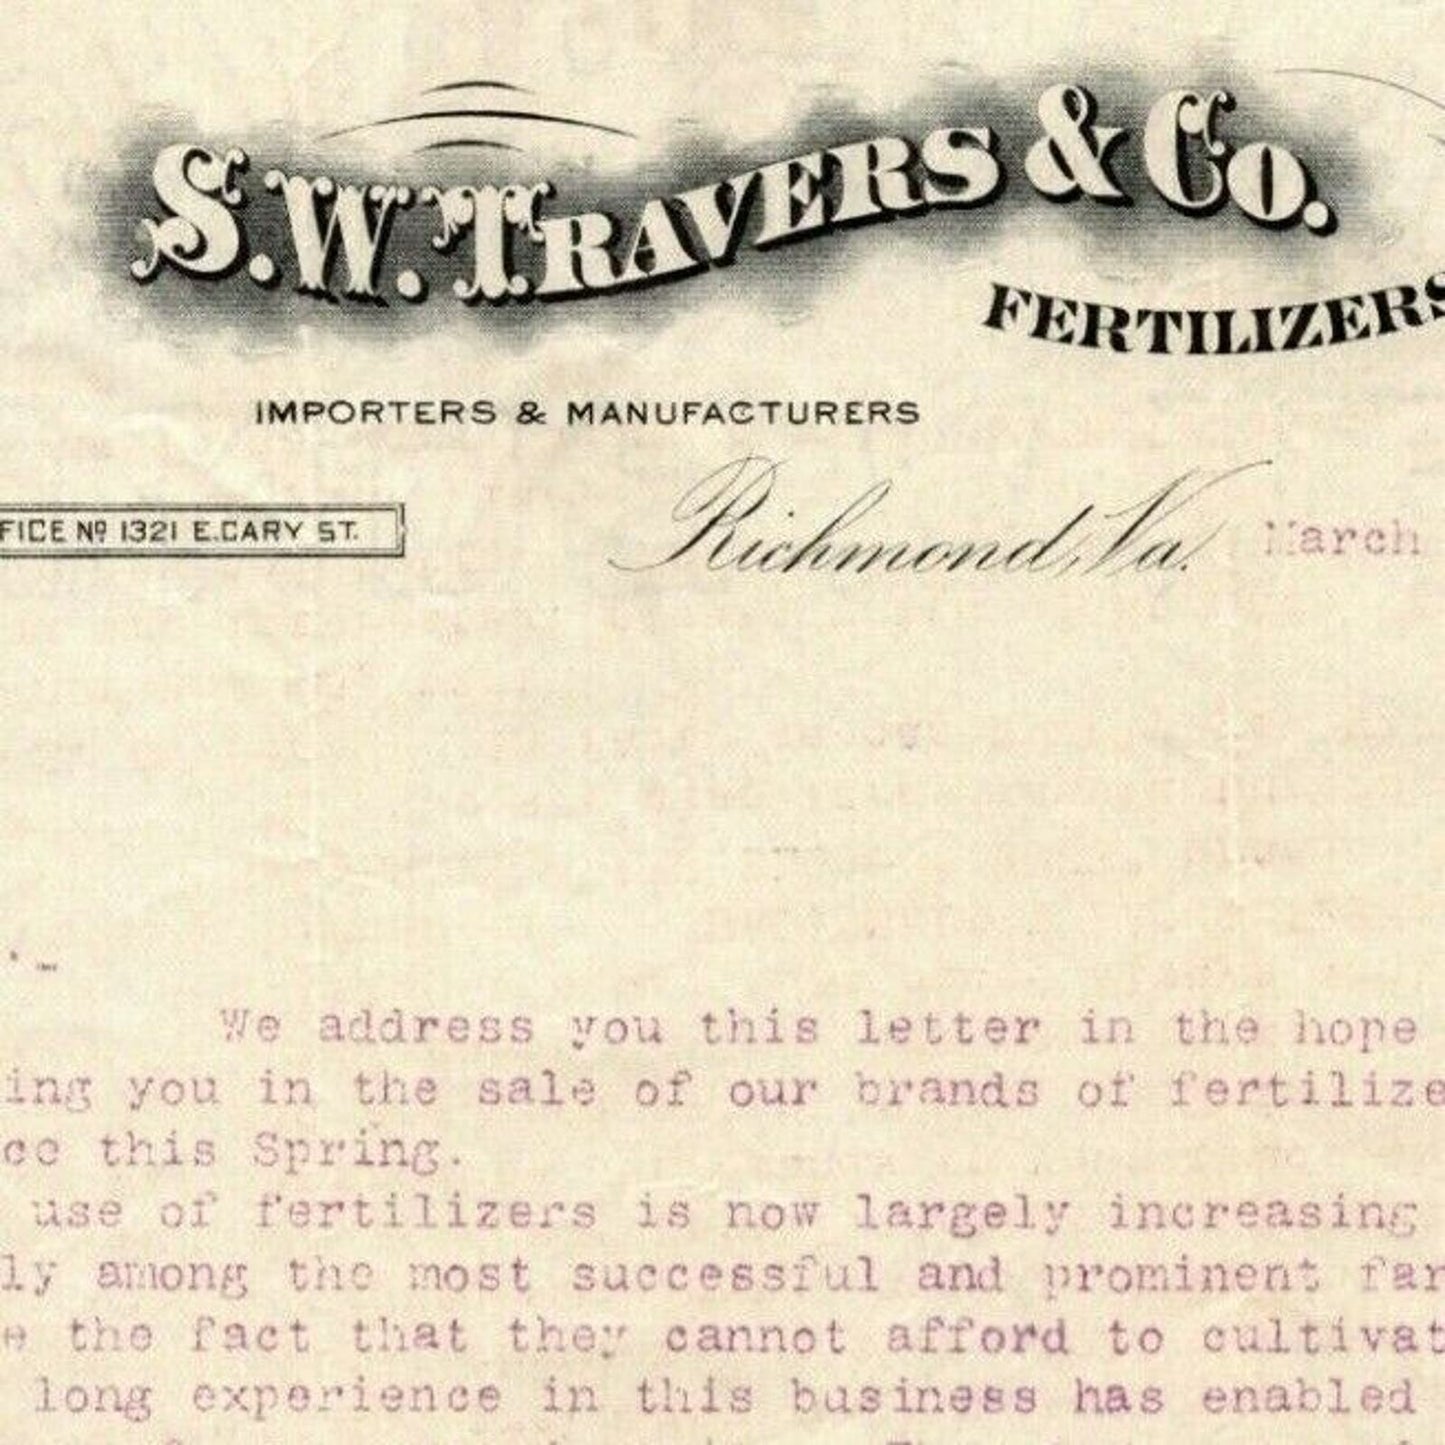 S.W. TRAVERS & CO.
FERTILIZERS
IMPORTERS & MANUFACTURERS
FICE No 1321 E. CARY ST.
Richmond, Va. March
We address you this letter in the hope
ing you in the sale of our brands of fertilize
ce this Spring.
use of fertilizers is now largely increasing
ly among the most successful and prominent far
e the fact that they cannot afford to cultivat
long experience in this business has enabled